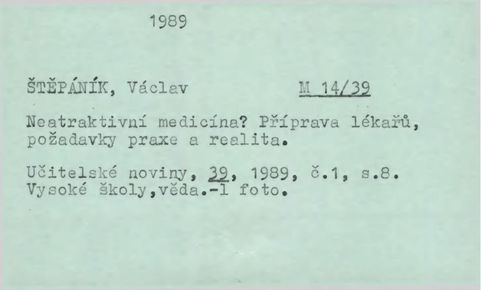 1989
ŠTĚPÁNÍK, Václav M 14/39
Neatraktivní medicína? Příprava lékařů,
požadavky praxe a realita.
Učitelské noviny, 39, 1989, č.1, s.8.
Vysoké školy,věda.-1 foto.